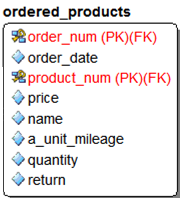 ordered_products
order_num (PK)(FK)
order_date
product_num (PK)(FK)
price
name
a_unit_mileage
quantity
return